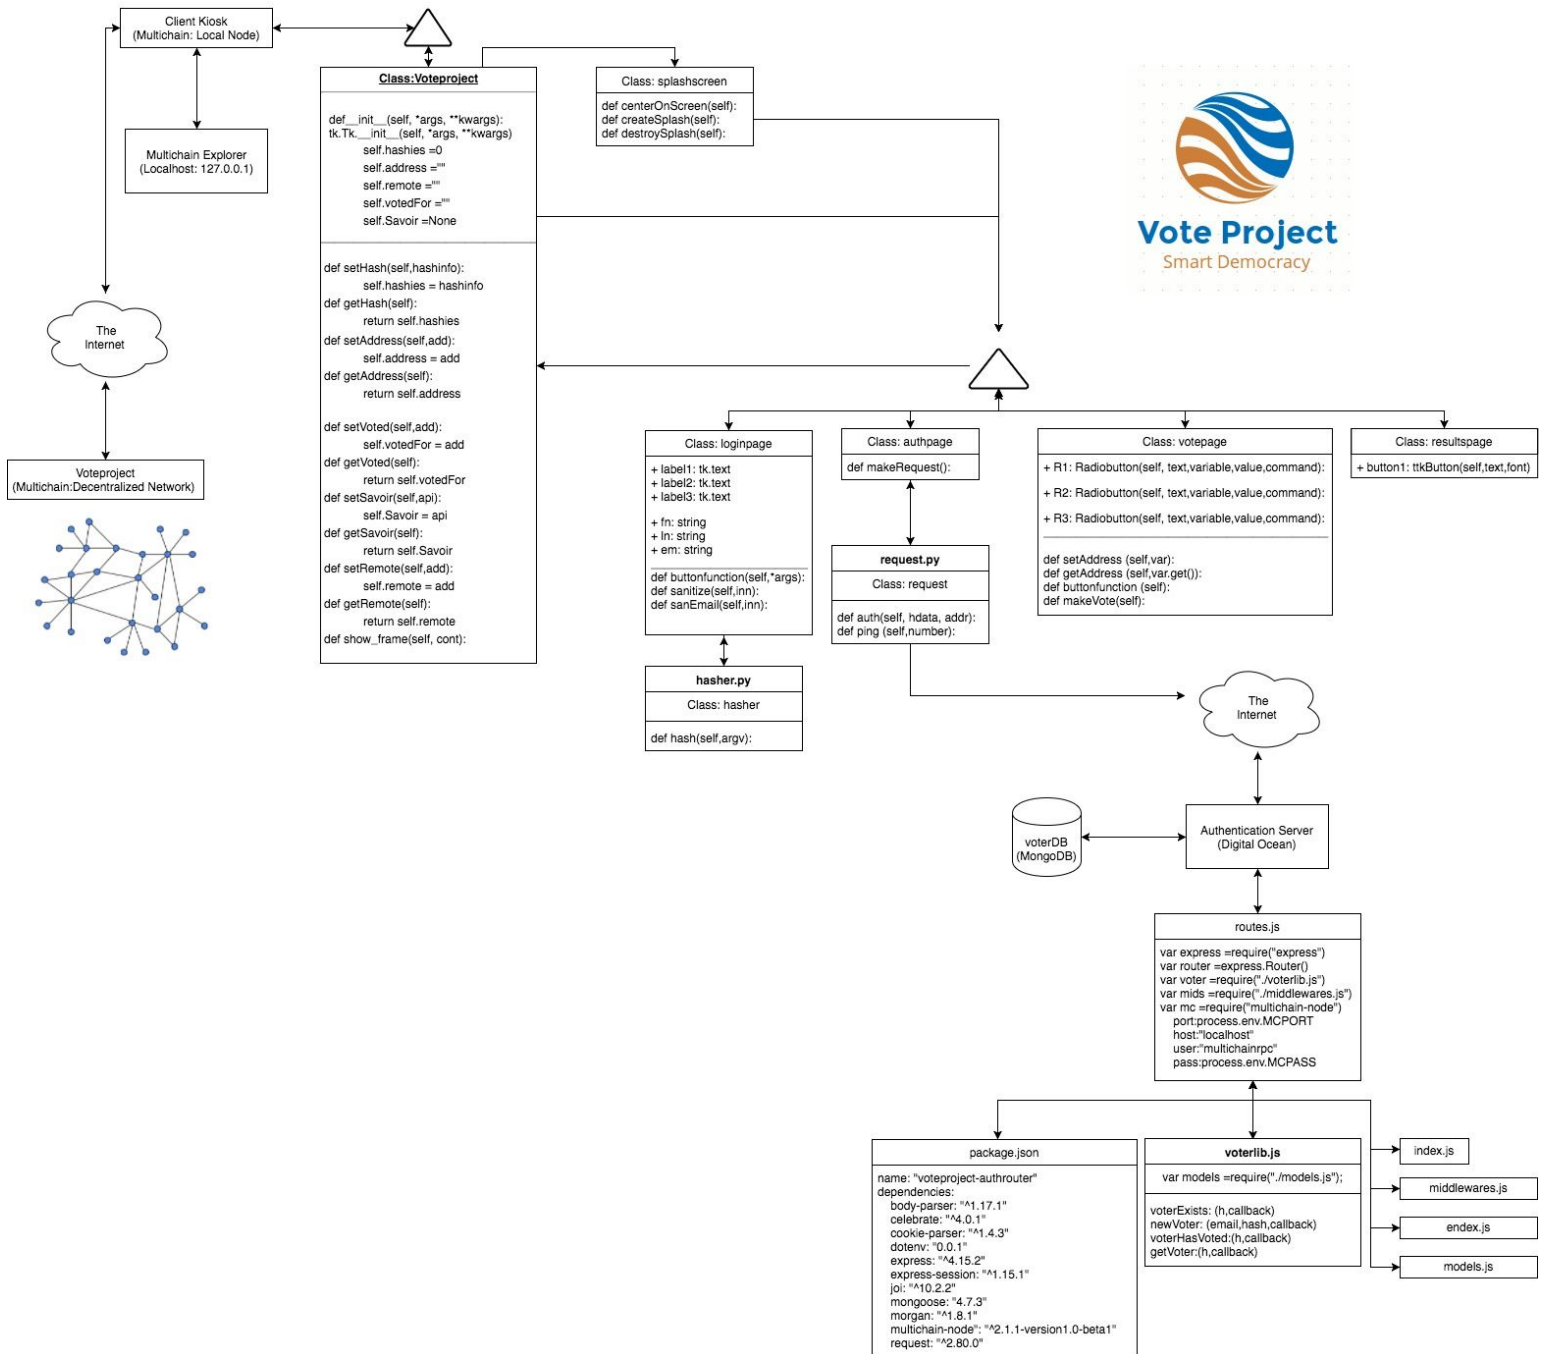 Client Kiosk
(Multichain: Local Node)
Multichain Explorer
(Localhost: 127.0.0.1)
The
Internet
Voteproject
(Multichain:Decentralized Network)
Class:Voteproject
def__init__(self, *args, **kwargs):
tk.Tk.__init__(self, *args, **kwargs)
self.hashies =0
self.address =""
self.remote =""
self.votedFor =""
self.Savoir =None
def setHash(self,hashinfo):
self.hashies = hashinfo
def getHash(self):
return self.hashies
def setAddress(self,add):
self.address = add
def getAddress(self):
return self.address
def setVoted(self,add):
self.votedFor = add
def getVoted(self):
return self.votedFor
def setSavoir(self,api):
self.Savoir = api
def getSavoir(self):
return self.Savoir
def setRemote(self,add):
self.remote = add
def getRemote(self):
return self.remote
def show_frame(self, cont):
Class: splashscreen
def centerOnScreen(self):
def createSplash(self):
def destroySplash(self):
Vote Project
Smart Democracy
Class: loginpage
+ label1: tk.text
+ label2: tk.text
+ label3: tk.text
+ fn: string
+ ln: string
+ em: string
def buttonfunction(self,*args):
def sanitize(self,inn):
def sanEmail(self,inn):
hasher.py
Class: hasher
def hash(self,argv):
Class: authpage
def makeRequest():
request.py
Class: request
def auth(self, hdata, addr):
def ping (self,number):
Class: votepage
+ R1: Radiobutton(self, text,variable,value,command):
+ R2: Radiobutton(self, text,variable,value,command):
+ R3: Radiobutton(self, text,variable,value,command):
def setAddress (self,var):
def getAddress (self,var.get()):
def buttonfunction (self):
def makeVote(self):
Class: resultspage
+ button1: ttkButton(self,text,font)
The
Internet
voterDB
(MongoDB)
Authentication Server
(Digital Ocean)
routes.js
var express =require("express")
var router =express.Router()
var voter =require("./voterlib.js")
var mids =require("./middlewares.js")
var mc =require("multichain-node")
port:process.env.MCPORT
host:"localhost"
user:"multichainrpc"
pass:process.env.MCPASS
package.json
name: "voteproject-authrouter"
dependencies:
body-parser: "^1.17.1"
celebrate: "^4.0.1"
cookie-parser: "^1.4.3"
dotenv: "0.0.1"
express: "^4.15.2"
express-session: "^1.15.1"
joi: "^10.2.2"
mongoose: "4.7.3"
morgan: "^1.8.1"
multichain-node": "^2.1.1-version1.0-beta1"
request: "^2.80.0"
voterlib.js
var models =require("./models.js");
voterExists: (h,callback)
newVoter: (email,hash,callback)
voterHasVoted:(h,callback)
getVoter:(h,callback)
index.js
middlewares.js
endex.js
models.js